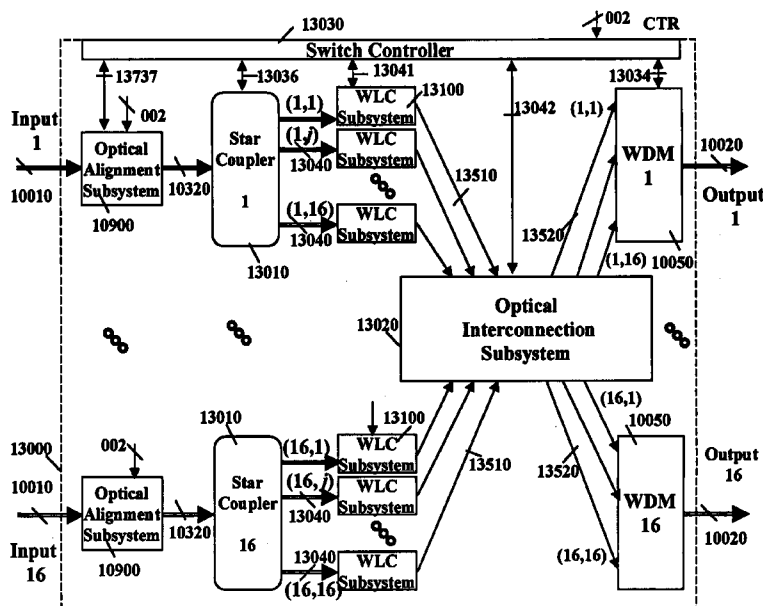 13030
002
CTR
Switch Controller
13737
13036
13041
13034
002
(1,1)
WLC
Subsystem
13100
13042
(1,1)
Input
1
Optical
Alignment
Subsystem
Star
Coupler
1
(1,j)
13040
WLC
Subsystem
WDM
1
10020
10010
10320
13510
Output
1
10900
(1,16)
13040
WLC
Subsystem
13520
13010
(1,16)
10050
13020
Optical
Interconnection
Subsystem
13010
13100
(16,1)
10050
13000
002
(16,1)
WLC
Subsystem
Output
16
10010
Optical
Alignment
Subsystem
Star
Coupler
16
(16,j)
13040
WLC
Subsystem
13510
13520
WDM
16
10320
10020
Input
16
10900
13040
(16,16)
WLC
Subsystem
(16,16)